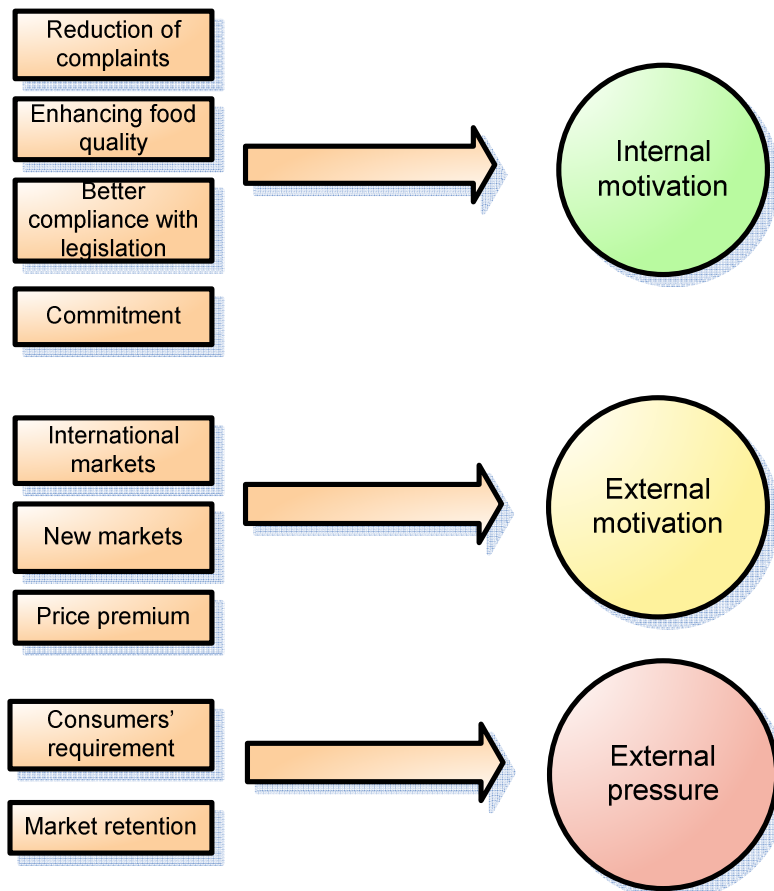 Reduction of
complaints
Enhancing food
quality
Better
compliance with
legislation
Commitment
Internal
motivation
International
markets
New markets
Price premium
External
motivation
Consumers’
requirement
Market retention
External
pressure